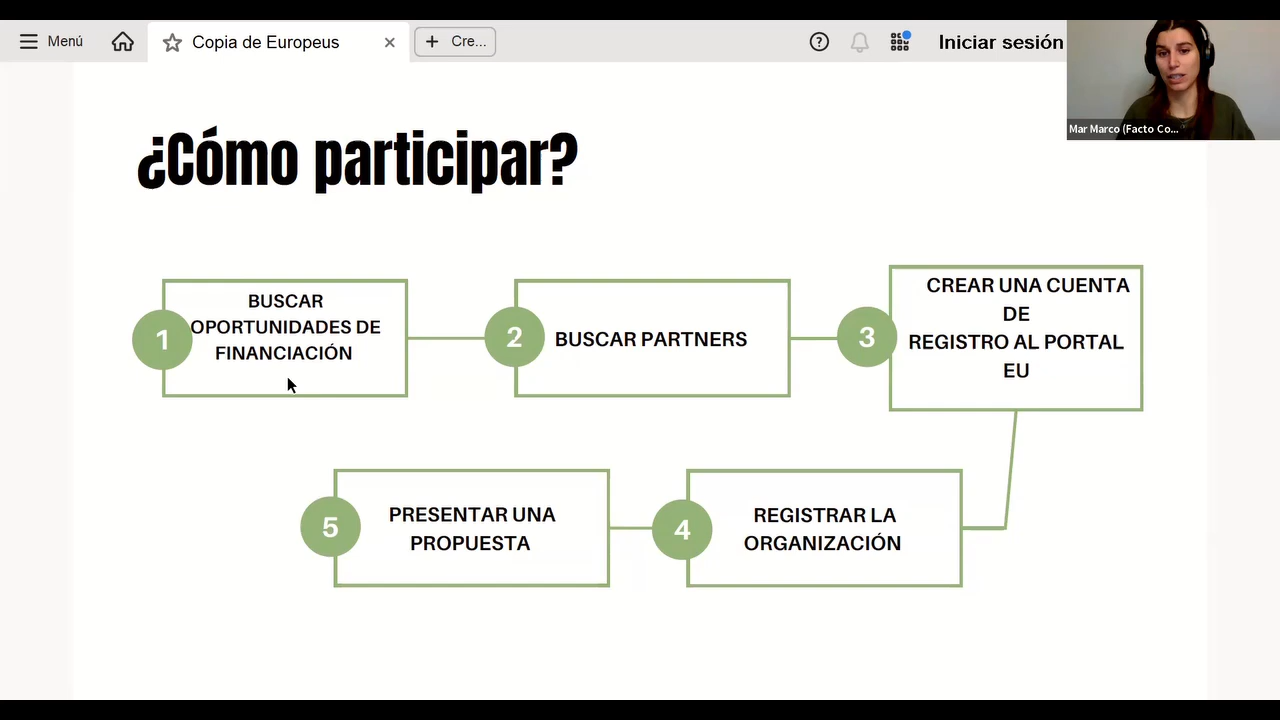 Menú
Copia de Europeus
Cre...
Iniciar sesión
Mar Marco (Facto Co...
¿Cómo participar?
1
BUSCAR
OPORTUNIDADES DE
FINANCIACIÓN
2
BUSCAR PARTNERS
3
CREAR UNA CUENTA
DE
REGISTRO AL PORTAL
EU
4
REGISTRAR LA
ORGANIZACIÓN
5
PRESENTAR UNA
PROPUESTA